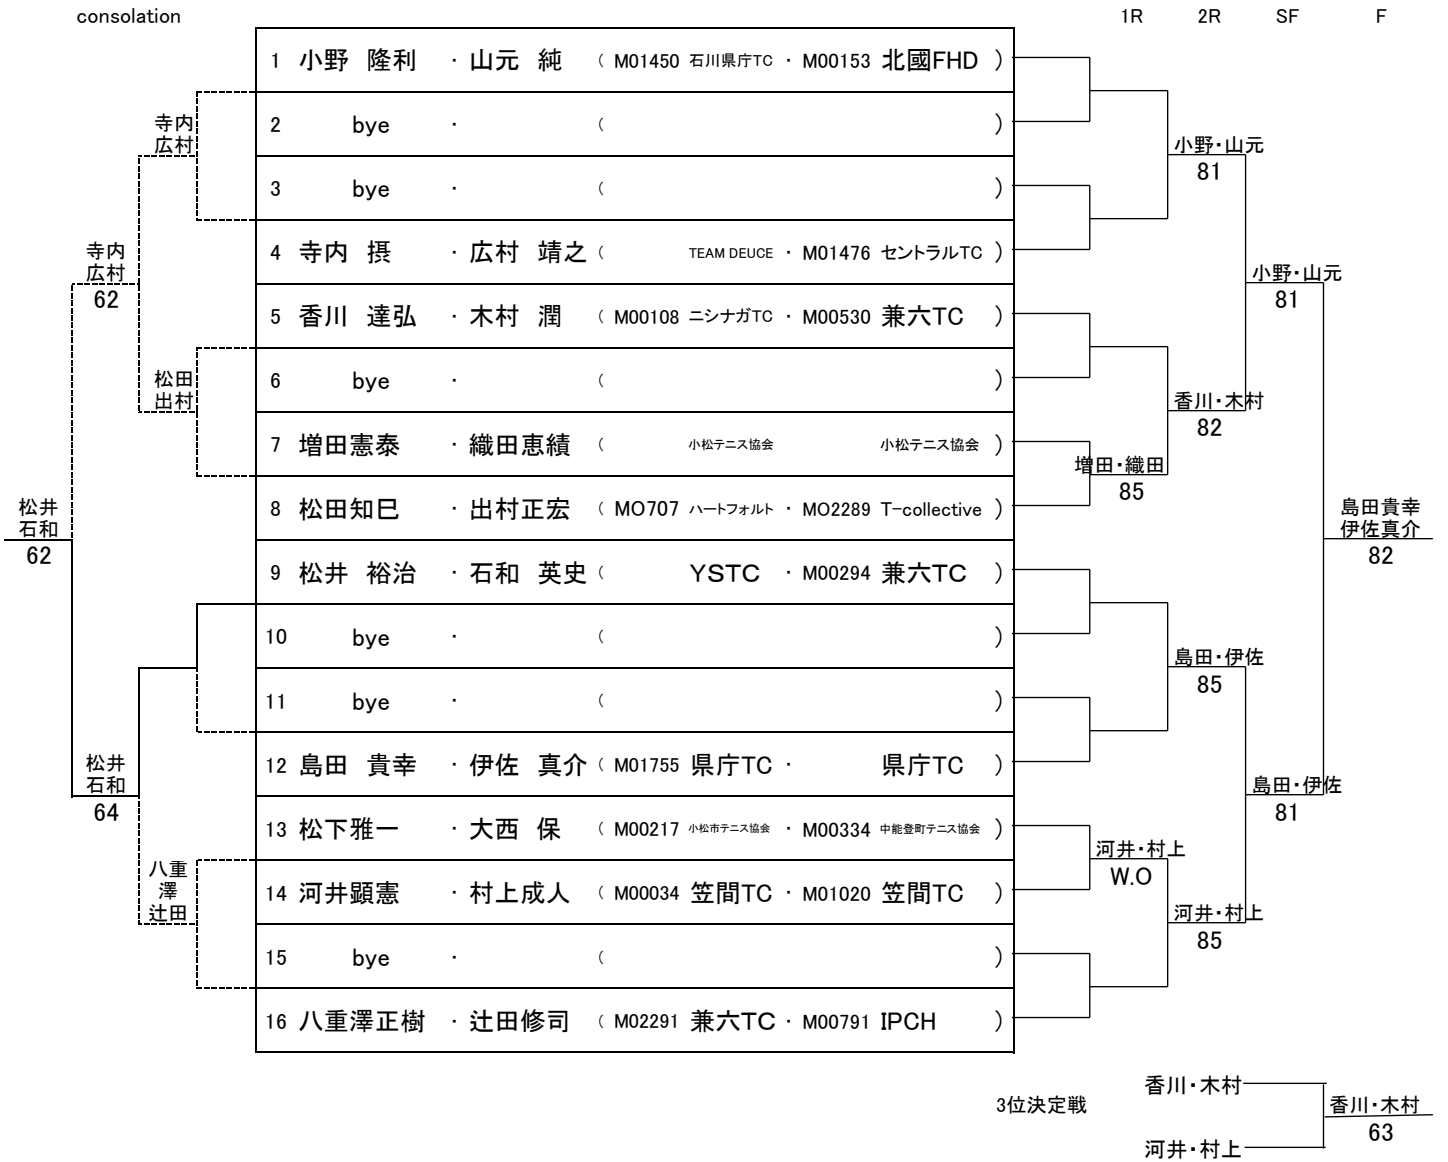 consolation
1R 2R SF F
1 小野 隆利 ・ 山元 純 ( M01450 石川県庁TC ・ M00153 北國FHD )
2 bye ・ ( )
3 bye ・ ( )
4 寺内 摂 ・ 広村 靖之 ( TEAM DEUCE ・ M01476 セントラルTC )
5 香川 達弘 ・ 木村 潤 ( M00108 ニシナガTC ・ M00530 兼六TC )
6 bye ・ ( )
7 増田憲泰 ・ 織田恵績 ( 小松テニス協会 小松テニス協会 )
8 松田知巳 ・ 出村正宏 ( MO707 ハートフォルト ・ MO2289 T-collective )
9 松井 裕治 ・ 石和 英史 ( YSTC ・ M00294 兼六TC )
10 bye ・ ( )
11 bye ・ ( )
12 島田 貴幸 ・ 伊佐 真介 ( M01755 県庁TC ・ 県庁TC )
13 松下雅一 ・ 大西 保 ( M00217 小松市テニス協会 ・ M00334 中能登町テニス協会 )
14 河井顕憲 ・ 村上成人 ( M00034 笠間TC ・ M01020 笠間TC )
15 bye ・ ( )
16 八重澤正樹 ・ 辻田修司 ( M02291 兼六TC ・ M00791 IPCH )
寺内
広村
松田
出村
八重
澤
辻田
寺内
広村
62
松井
石和
64
松井
石和
62
増田・織田
85
河井・村上
W.O
小野・山元
81
香川・木村
82
島田・伊佐
85
河井・村上
85
小野・山元
81
島田・伊佐
81
島田貴幸
伊佐真介
82
3位決定戦
香川・木村
河井・村上
香川・木村
63